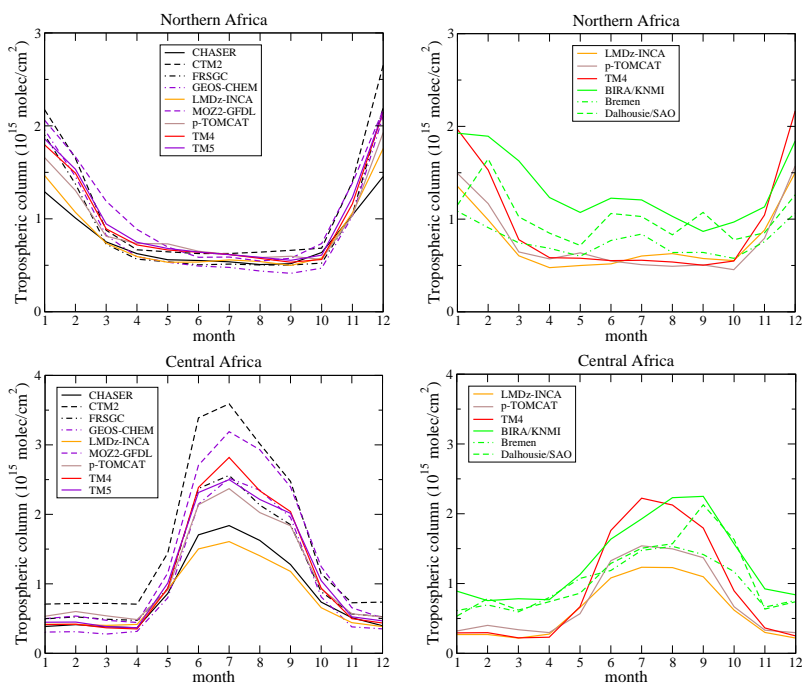 Northern Africa
3
2
1
0
Tropospheric column (10^15 molec/cm^2)
CHASER
CTM2
FRSGC
GEOS-CHEM
LMDz-INCA
MOZ2-GFDL
p-TOMCAT
TM4
TM5
1 2 3 4 5 6 7 8 9 10 11 12
month
Northern Africa
3
2
1
0
Tropospheric column (10^15 molec/cm^2)
LMDz-INCA
p-TOMCAT
TM4
BIRA/KNMI
Bremen
Dalhousie/SAO
1 2 3 4 5 6 7 8 9 10 11 12
month
Central Africa
4
3
2
1
0
Tropospheric column (10^15 molec/cm^2)
CHASER
CTM2
FRSGC
GEOS-CHEM
LMDz-INCA
MOZ2-GFDL
p-TOMCAT
TM4
TM5
1 2 3 4 5 6 7 8 9 10 11 12
month
Central Africa
4
3
2
1
0
Tropospheric column (10^15 molec/cm^2)
LMDz-INCA
p-TOMCAT
TM4
BIRA/KNMI
Bremen
Dalhousie/SAO
1 2 3 4 5 6 7 8 9 10 11 12
month